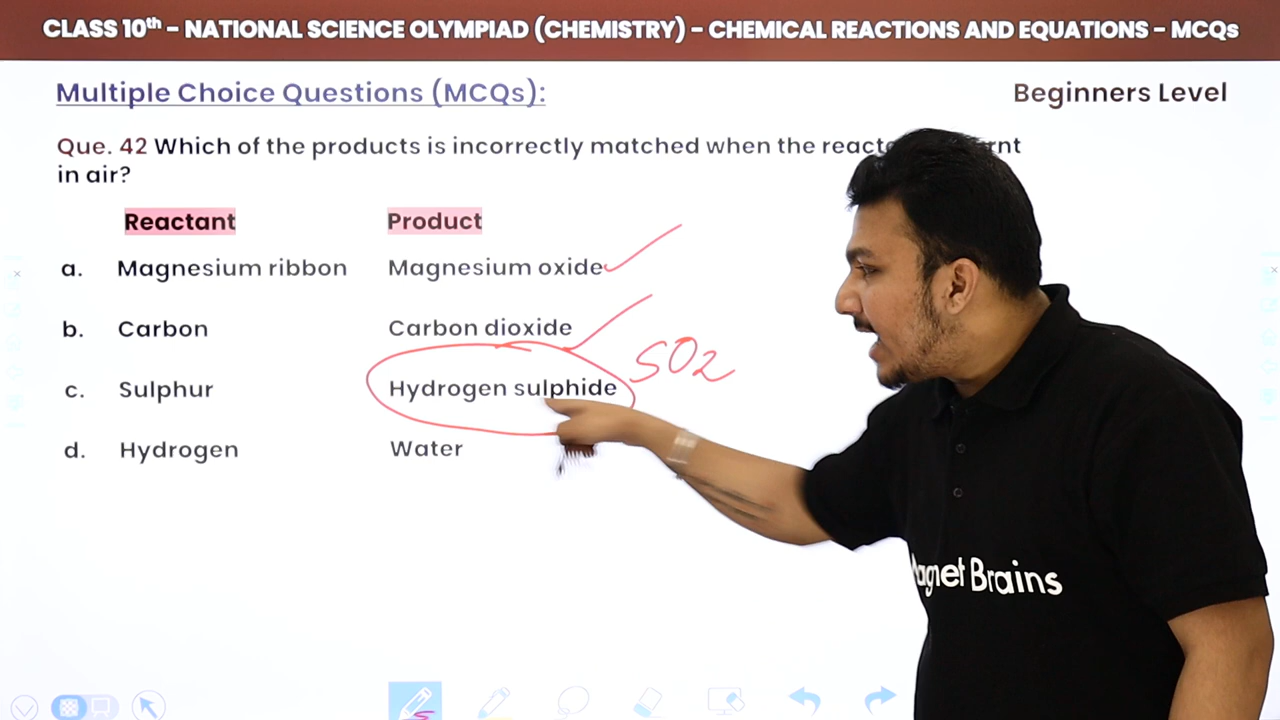 CLASS 10th – NATIONAL SCIENCE OLYMPIAD (CHEMISTRY) – CHEMICAL REACTIONS AND EQUATIONS – MCQs
Multiple Choice Questions (MCQs): Beginners Level
Que. 42 Which of the products is incorrectly matched when the
in air?
Reactant Product
a. Magnesium ribbon Magnesium oxide
b. Carbon Carbon dioxide
SO2
c. Sulphur Hydrogen sulphide
d. Hydrogen Water
Brains